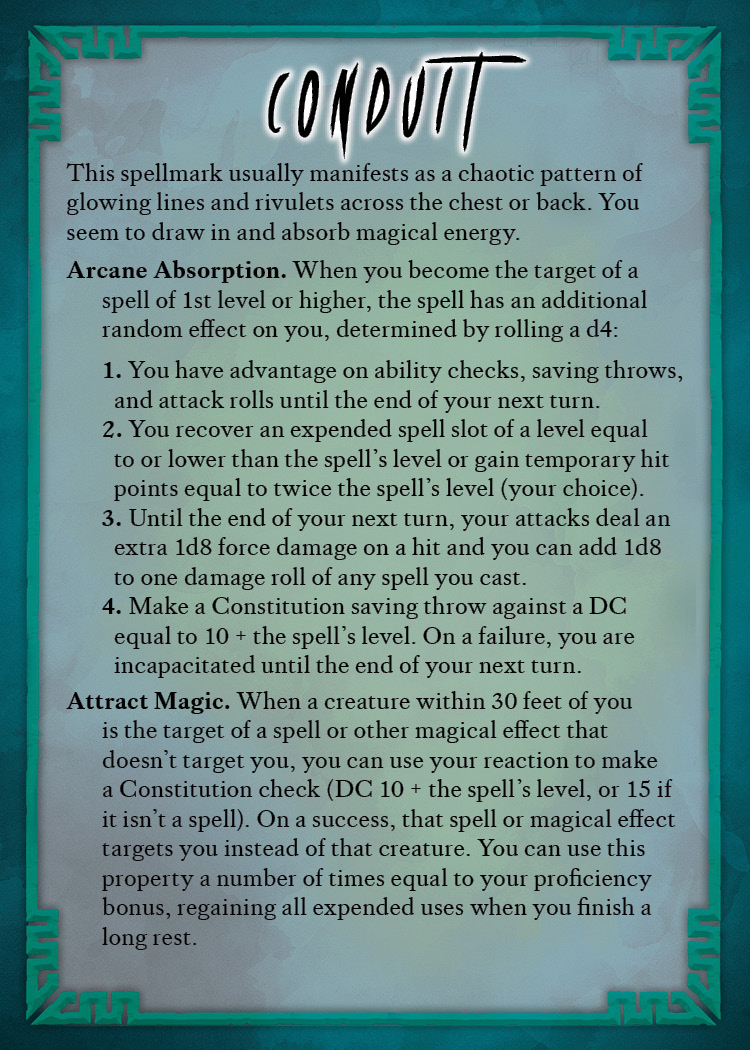 CONDUIT
This spellmark usually manifests as a chaotic pattern of
glowing lines and rivulets across the chest or back. You
seem to draw in and absorb magical energy.
Arcane Absorption. When you become the target of a
spell of 1st level or higher, the spell has an additional
random effect on you, determined by rolling a d4:
1. You have advantage on ability checks, saving throws,
and attack rolls until the end of your next turn.
2. You recover an expended spell slot of a level equal
to or lower than the spell’s level or gain temporary hit
points equal to twice the spell’s level (your choice).
3. Until the end of your next turn, your attacks deal an
extra 1d8 force damage on a hit and you can add 1d8
to one damage roll of any spell you cast.
4. Make a Constitution saving throw against a DC
equal to 10 + the spell’s level. On a failure, you are
incapacitated until the end of your next turn.
Attract Magic. When a creature within 30 feet of you
is the target of a spell or other magical effect that
doesn’t target you, you can use your reaction to make
a Constitution check (DC 10 + the spell’s level, or 15 if
it isn’t a spell). On a success, that spell or magical effect
targets you instead of that creature. You can use this
property a number of times equal to your proficiency
bonus, regaining all expended uses when you finish a
long rest.